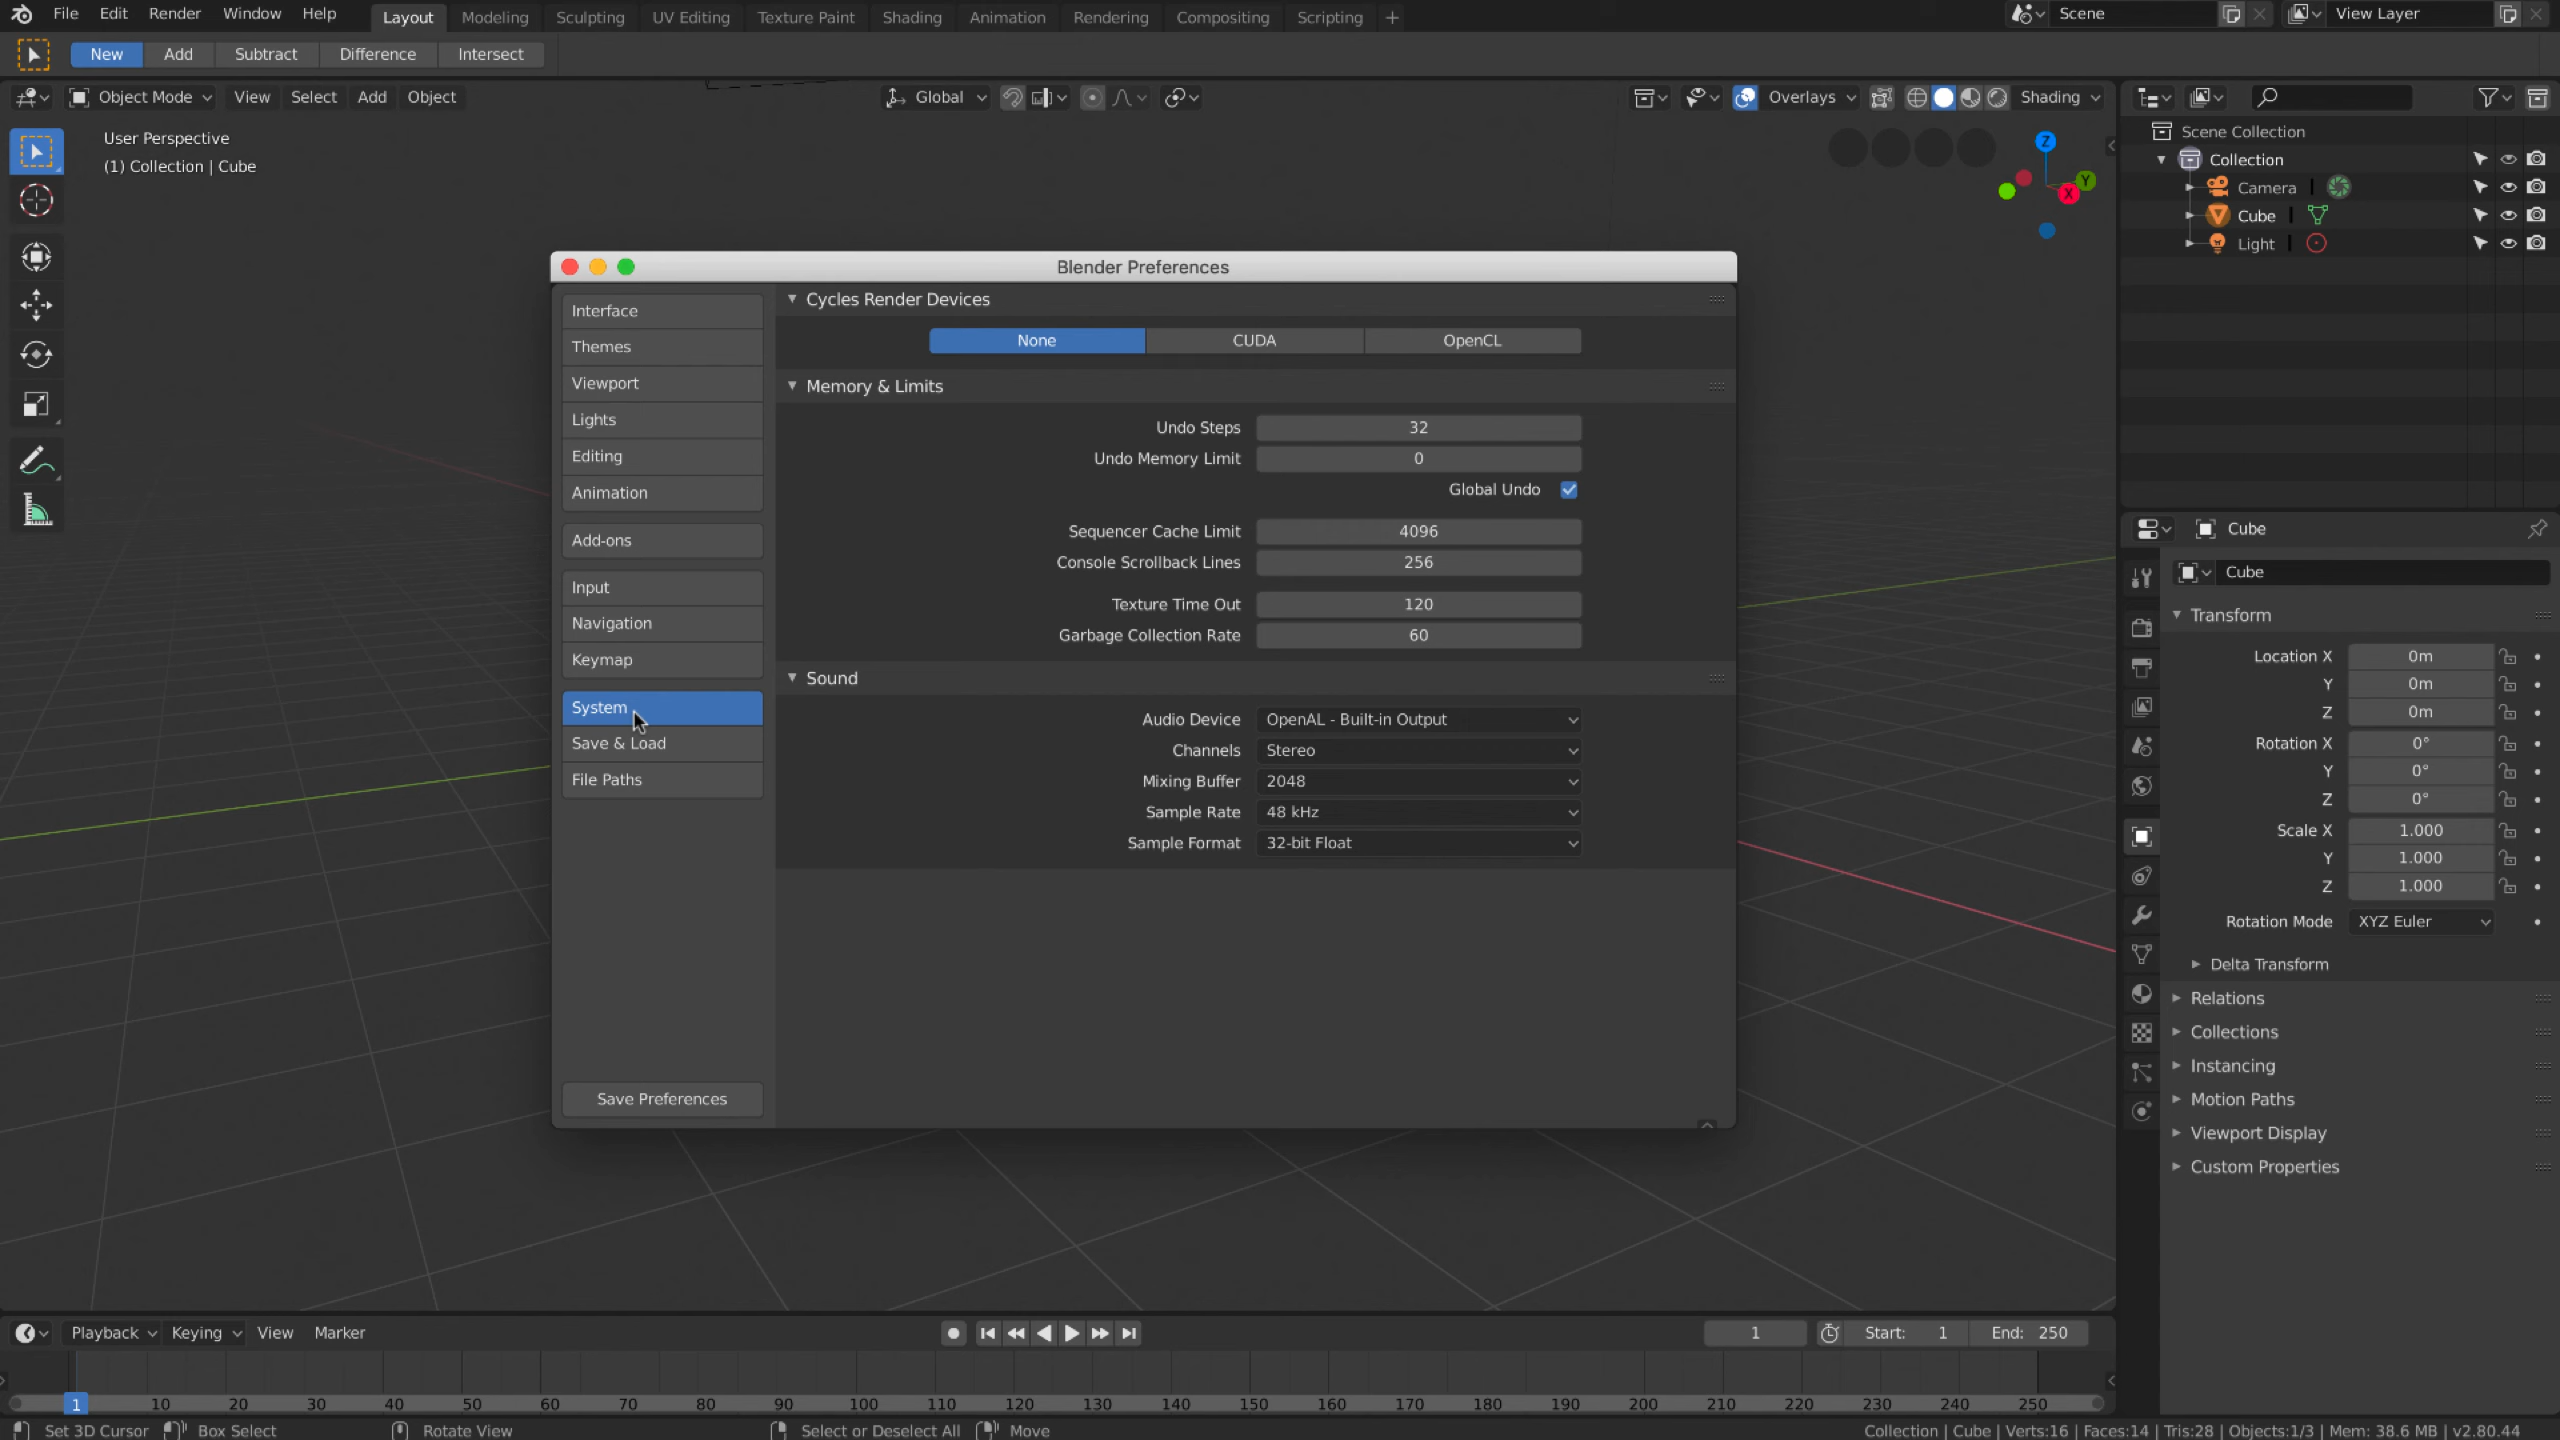 File Edit Render Window Help Layout Modeling Sculpting UV Editing Texture Paint Shading Animation Rendering Compositing Scripting + Scene View Layer
New Add Subtract Difference Intersect
Object Mode View Select Add Object Global Overlays Shading
User Perspective
(1) Collection | Cube
Z
Y
X
Scene Collection
Collection
Camera
Cube
Light
Blender Preferences
Interface
Themes
Viewport
Lights
Editing
Animation
Add-ons
Input
Navigation
Keymap
System
Save & Load
File Paths
Save Preferences
Cycles Render Devices
None CUDA OpenCL
Memory & Limits
Undo Steps 32
Undo Memory Limit 0
Global Undo
Sequencer Cache Limit 4096
Console Scrollback Lines 256
Texture Time Out 120
Garbage Collection Rate 60
Sound
Audio Device OpenAL - Built-in Output
Channels Stereo
Mixing Buffer 2048
Sample Rate 48 kHz
Sample Format 32-bit Float
Cube
Cube
Transform
Location X 0m
Y 0m
Z 0m
Rotation X 0°
Y 0°
Z 0°
Scale X 1.000
Y 1.000
Z 1.000
Rotation Mode XYZ Euler
Delta Transform
Relations
Collections
Instancing
Motion Paths
Viewport Display
Custom Properties
Playback Keying View Marker 1 Start: 1 End: 250
1 10 20 30 40 50 60 70 80 90 100 110 120 130 140 150 160 170 180 190 200 210 220 230 240 250
Set 3D Cursor Box Select Rotate View Select or Deselect All Move Collection | Cube | Verts:16 | Faces:14 | Tris:28 | Objects:1/3 | Mem: 38.6 MB | v2.80.44